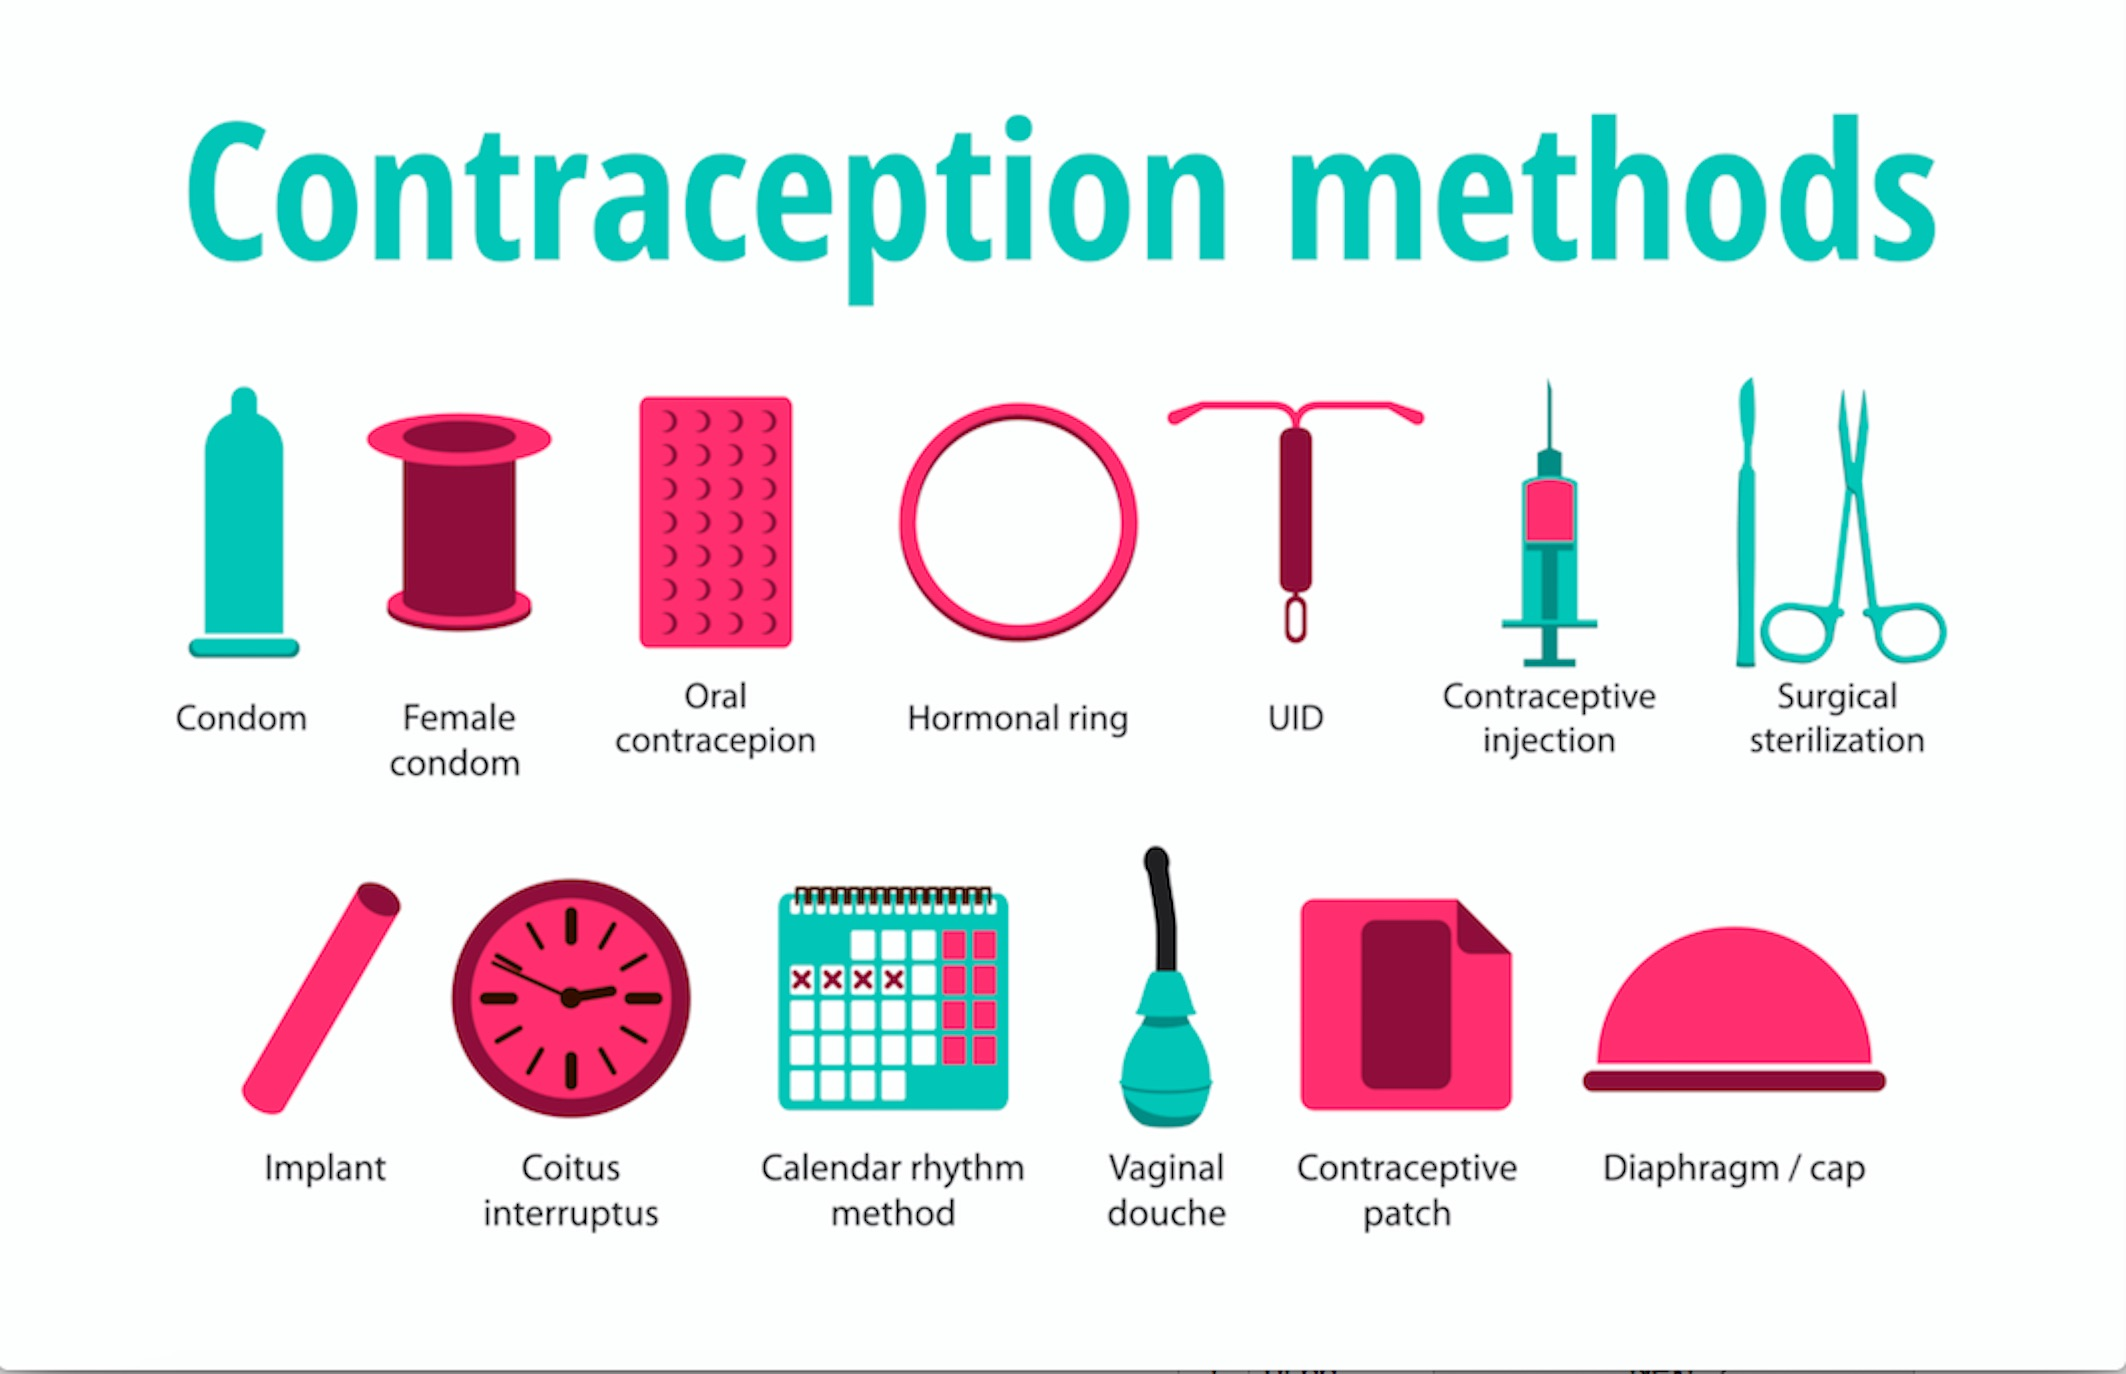 Contraception methods
Condom
Female
condom
Oral
contracepion
Hormonal ring
UID
Contraceptive
injection
Surgical
sterilization
Implant
Coitus
interruptus
Calendar rhythm
method
Vaginal
douche
Contraceptive
patch
Diaphragm / cap